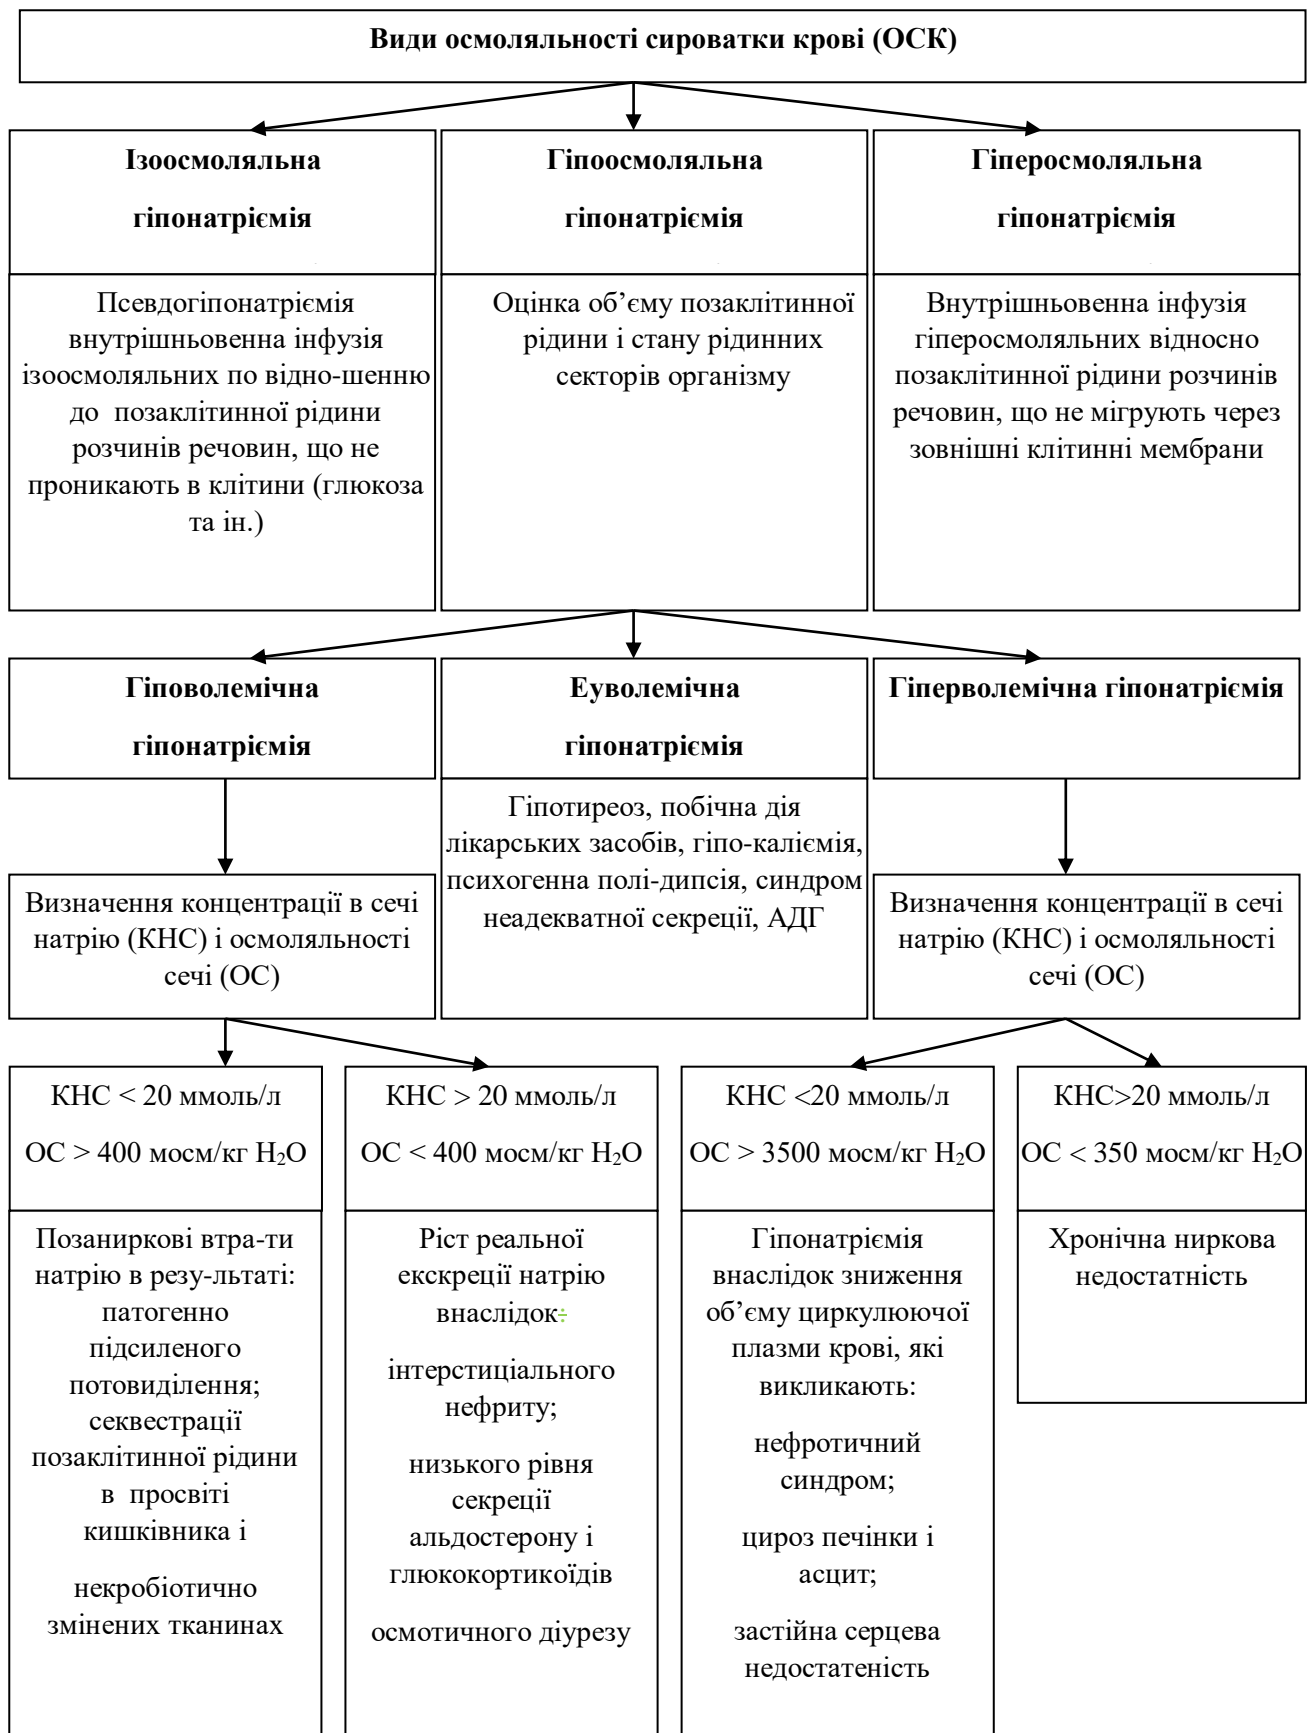 Види осмоляльності сироватки крові (ОСК)
Ізоосмоляльна
гіпонатріємія
Гіпоосмоляльна
гіпонатріємія
Гіперосмоляльна
гіпонатріємія
Псевдогіпонатріємія
внутрішньовенна інфузія
ізоосмоляльних по відно-шенню
до позаклітинної рідини
розчинів речовин, що не
проникають в клітини (глюкоза
та ін.)
Оцінка об’єму позаклітинної
рідини і стану рідинних
секторів організму
Внутрішньовенна інфузія
гіперосмоляльних відносно
позаклітинної рідини розчинів
речовин, що не мігрують через
зовнішні клітинні мембрани
Гіповолемічна
гіпонатріємія
Еуволемічна
гіпонатріємія
Гіперволемічна гіпонатріємія
Гіпотиреоз, побічна дія
лікарських засобів, гіпо-каліємія,
психогенна полі-дипсія, синдром
неадекватної секреції, АДГ
Визначення концентрації в сечі
натрію (КНС) і осмоляльності
сечі (ОС)
Визначення концентрації в сечі
натрію (КНС) і осмоляльності
сечі (ОС)
КНС < 20 ммоль/л
ОС > 400 мосм/кг H₂O
КНС > 20 ммоль/л
ОС < 400 мосм/кг H₂O
КНС <20 ммоль/л
ОС > 3500 мосм/кг H₂O
КНС>20 ммоль/л
ОС < 350 мосм/кг H₂O
Позаниркові втра-ти
натрію в резу-льтаті:
патогенно
підсиленого
потовиділення;
секвестрації
позаклітинної рідини
в просвіті
кишківника і
некробіотично
змінених тканинах
Ріст реальної
екскреції натрію
внаслідок÷
інтерстиціального
нефриту;
низького рівня
секреції
альдостерону і
глюкокортикоїдів
осмотичного діурезу
Гіпонатріємія
внаслідок зниження
об’єму циркулюючої
плазми крові, які
викликають:
нефротичний
синдром;
цироз печінки і
асцит;
застійна серцева
недостатеність
Хронічна ниркова
недостатність